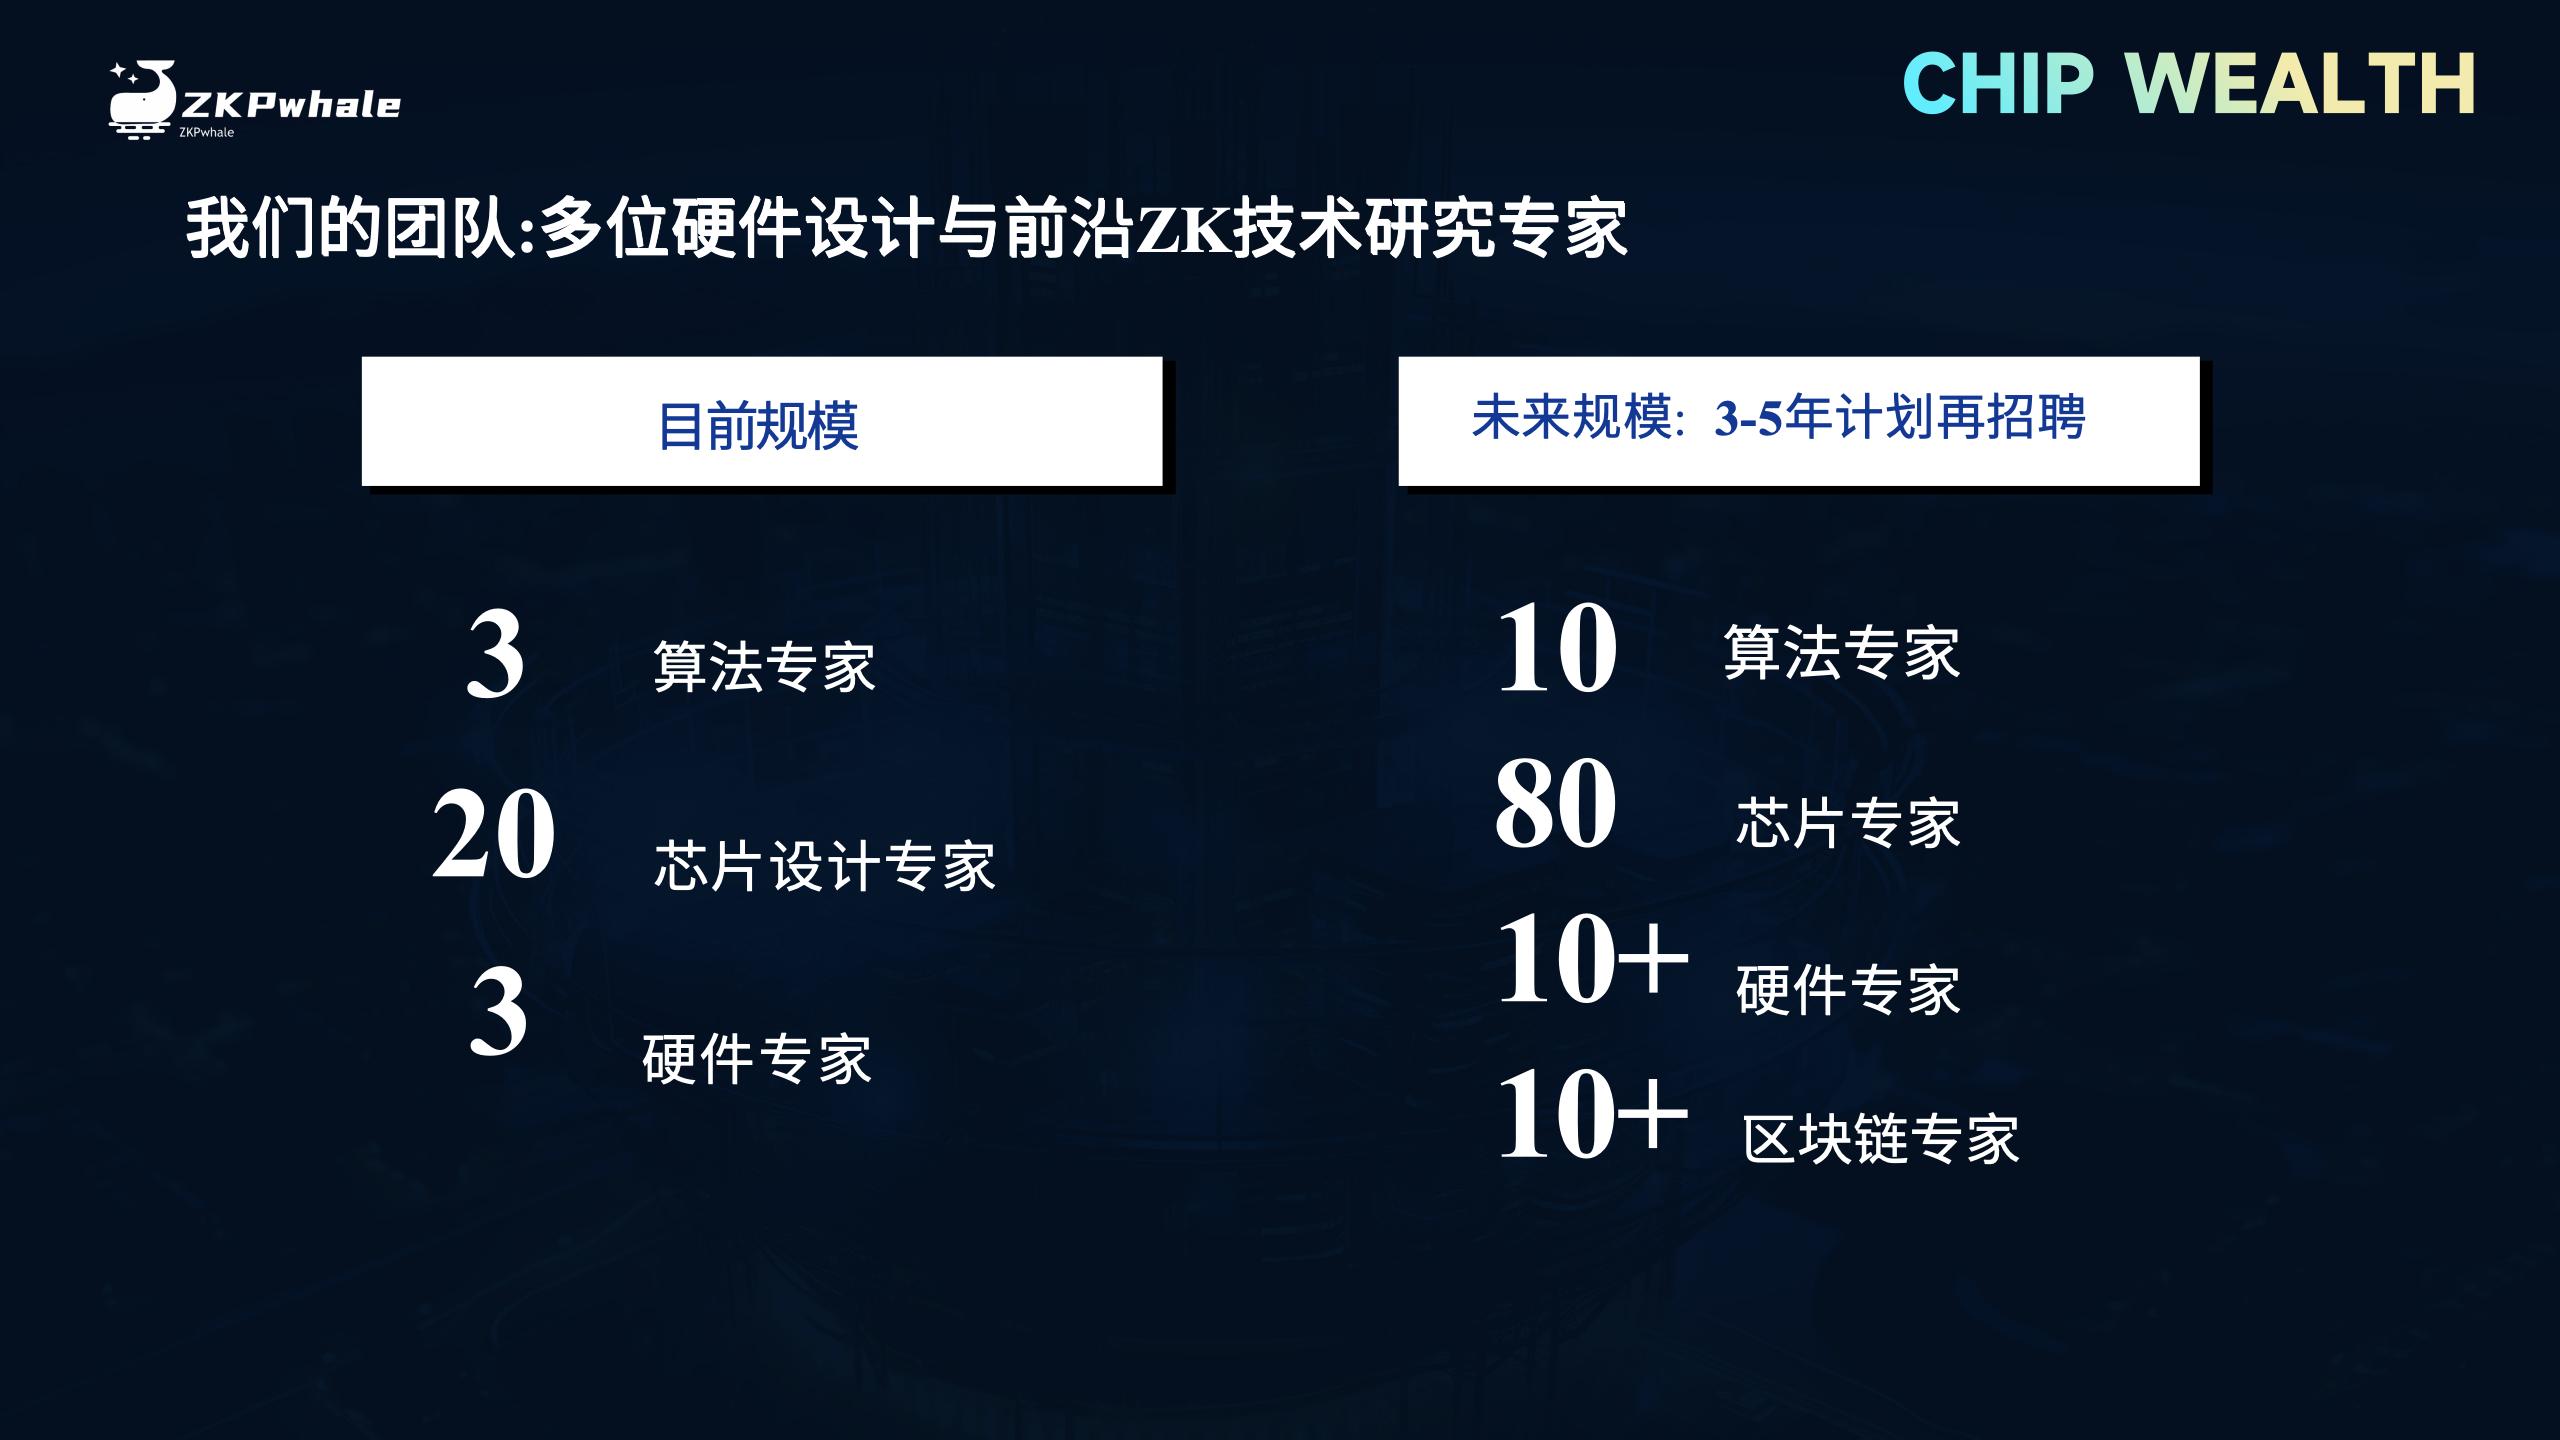 ZKPwhale
ZKPwhale
CHIP WEALTH
我们的团队:多位硬件设计与前沿ZK技术研究专家
目前规模
3 算法专家
20 芯片设计专家
3 硬件专家
未来规模: 3-5年计划再招聘
10 算法专家
80 芯片专家
10+ 硬件专家
10+ 区块链专家